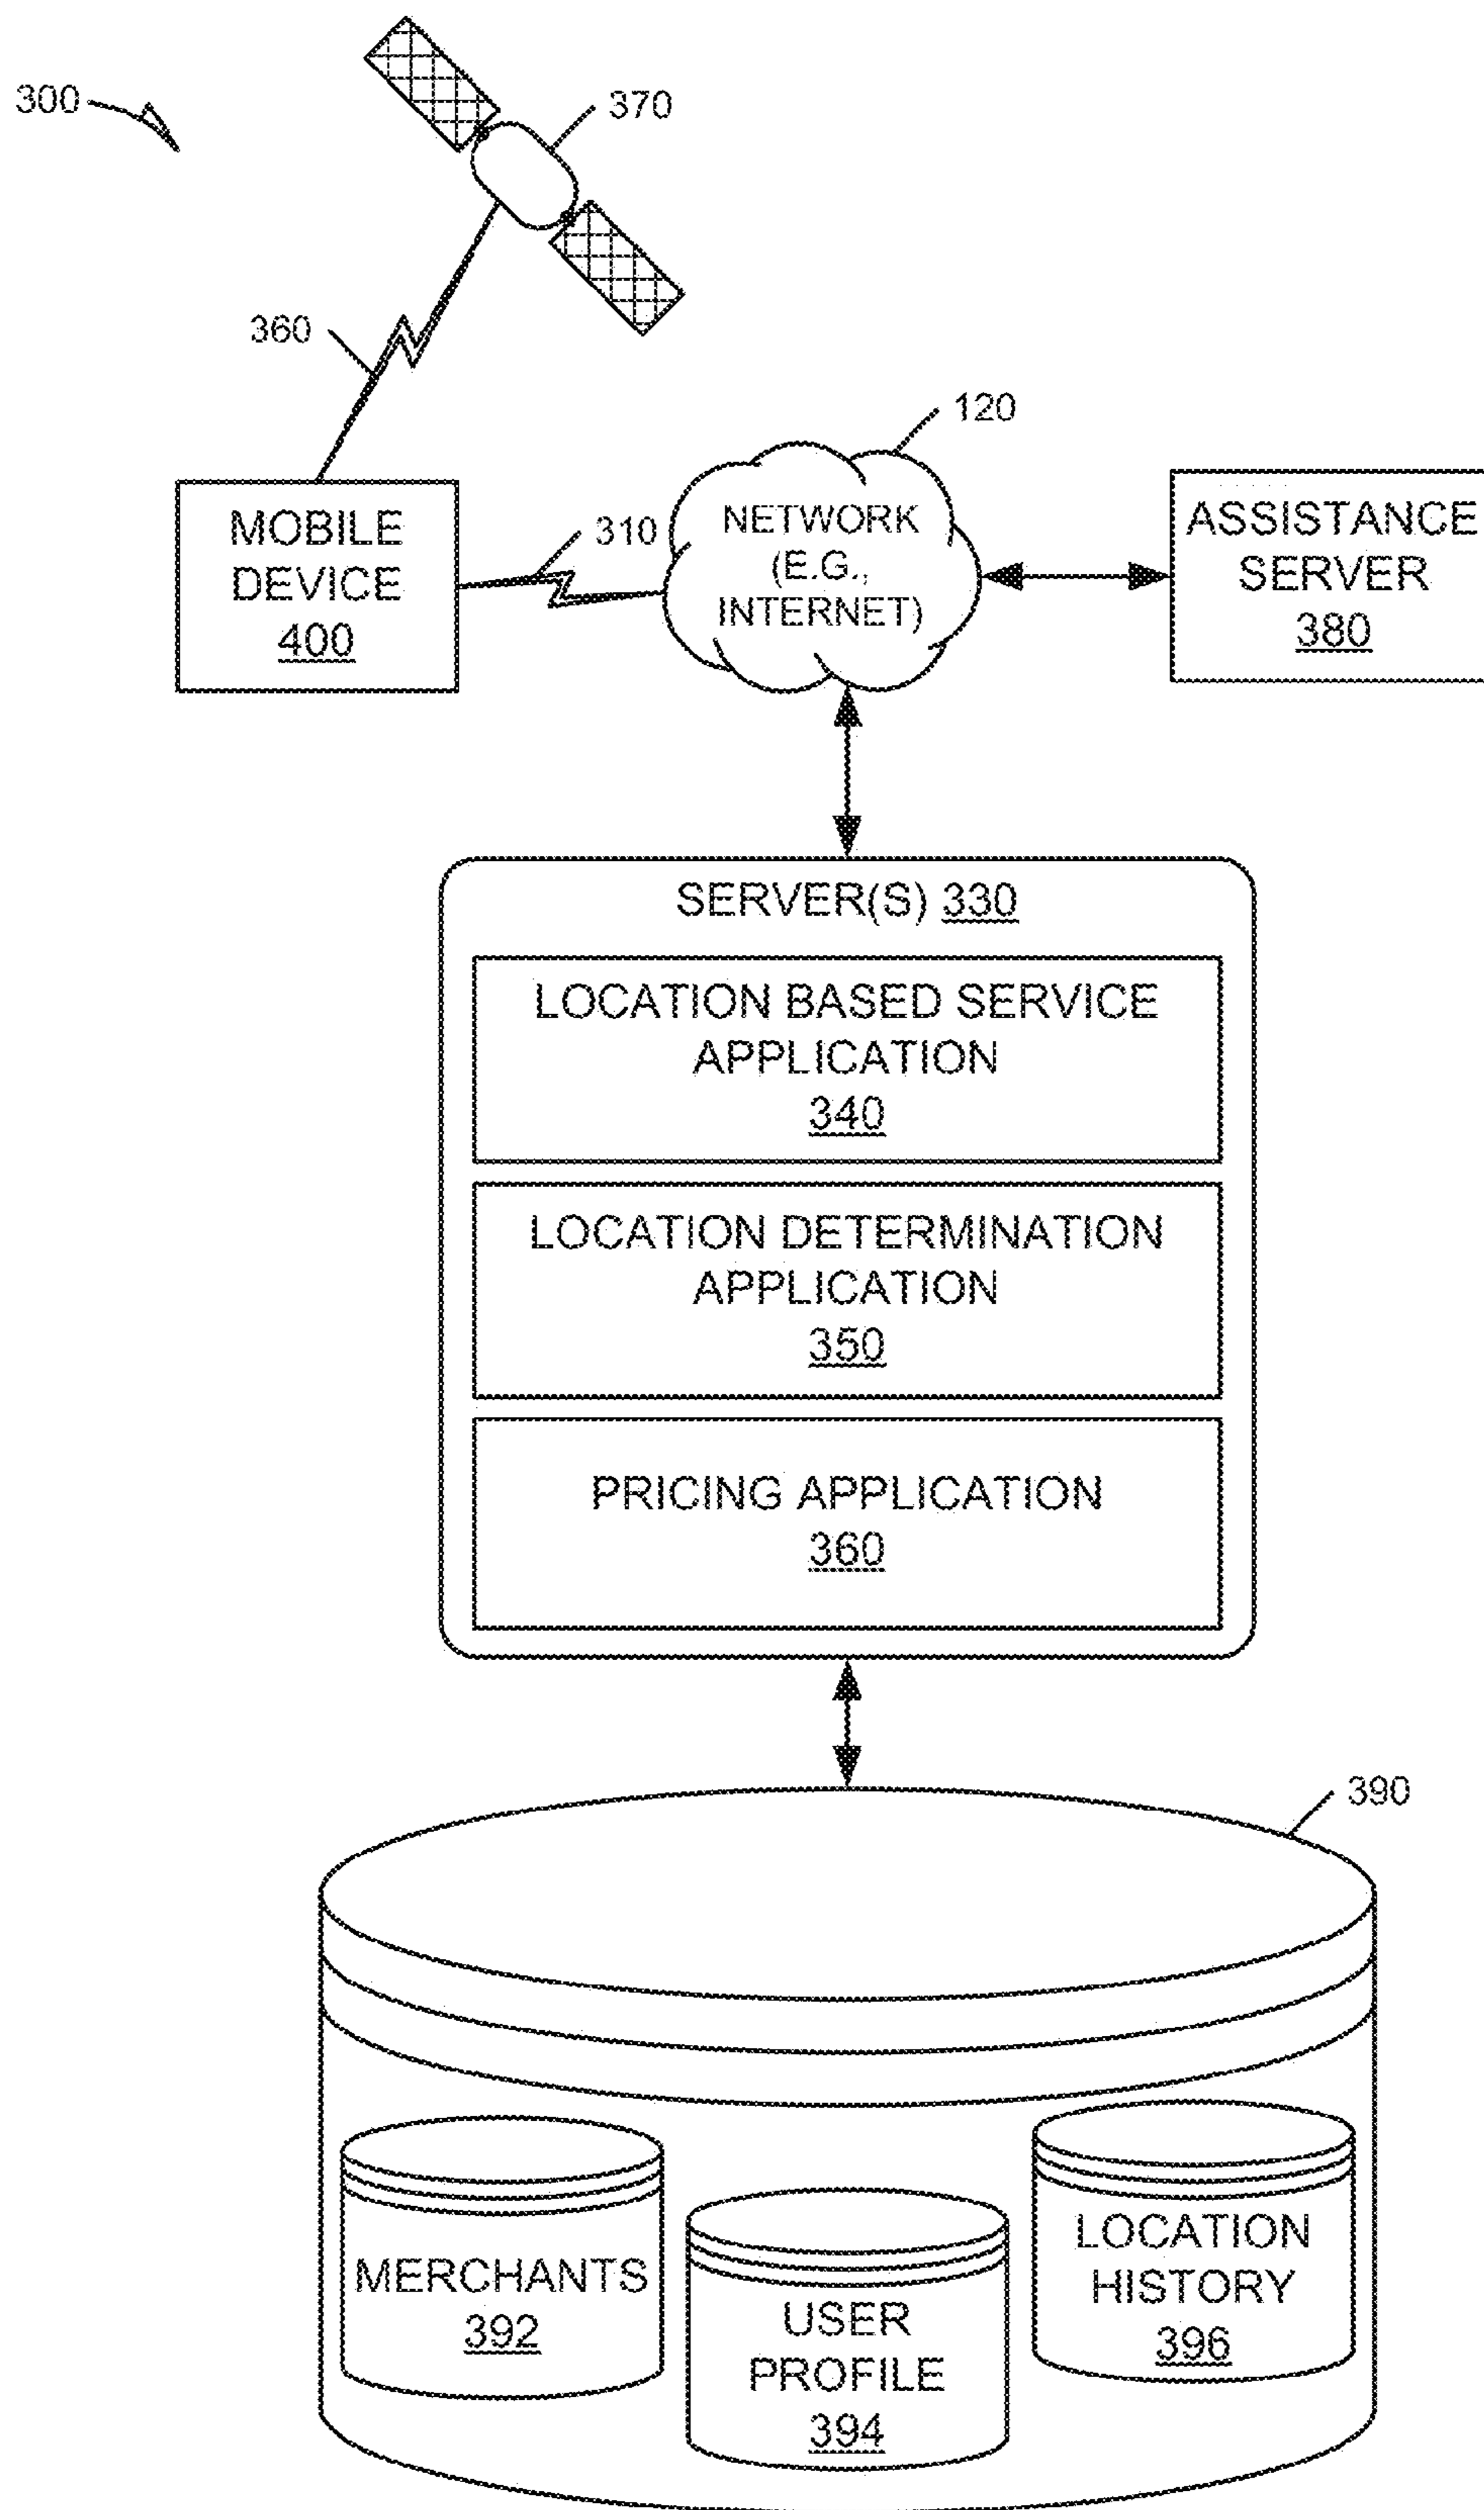 300
370
360
120
MOBILE
DEVICE
400
310
NETWORK
(E.G.,
INTERNET)
ASSISTANCE
SERVER
380
SERVER(S) 330
LOCATION BASED SERVICE
APPLICATION
340
LOCATION DETERMINATION
APPLICATION
350
PRICING APPLICATION
360
390
MERCHANTS
392
USER
PROFILE
394
LOCATION
HISTORY
396